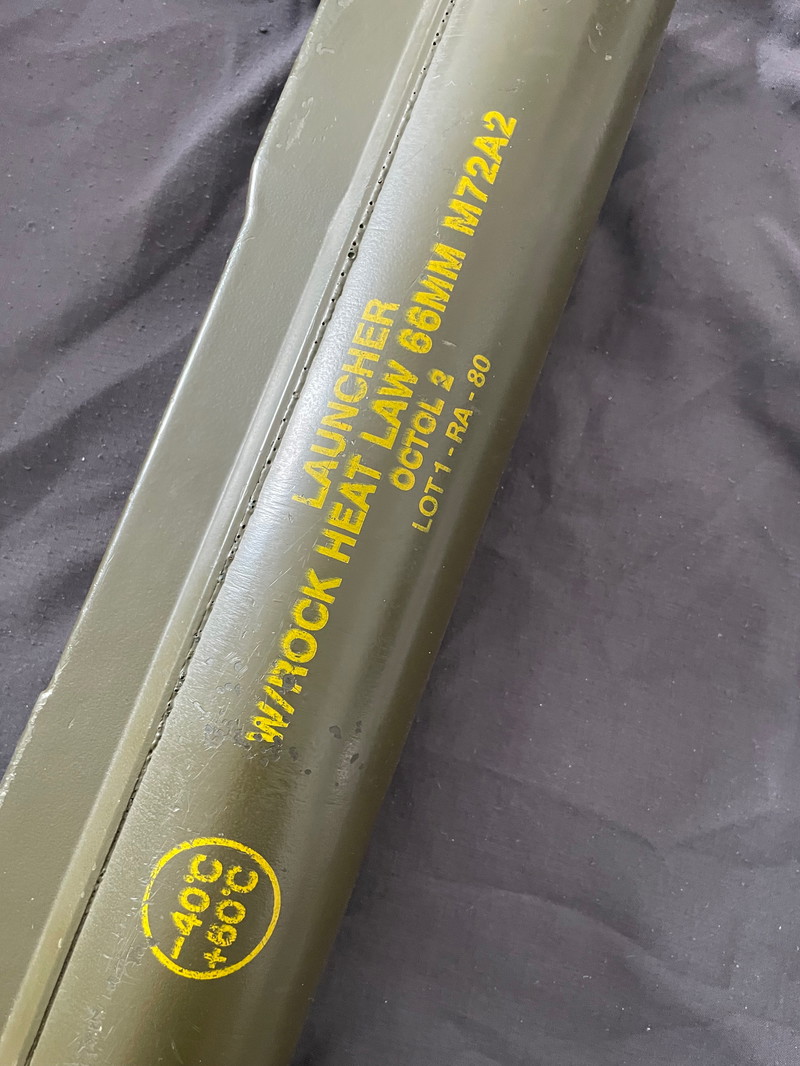 LAUNCHER
W/ROCK HEAT LAW 66MM M72A2
OCTOL 2
LOT 1 - RA - 80
-40°C
+60°C